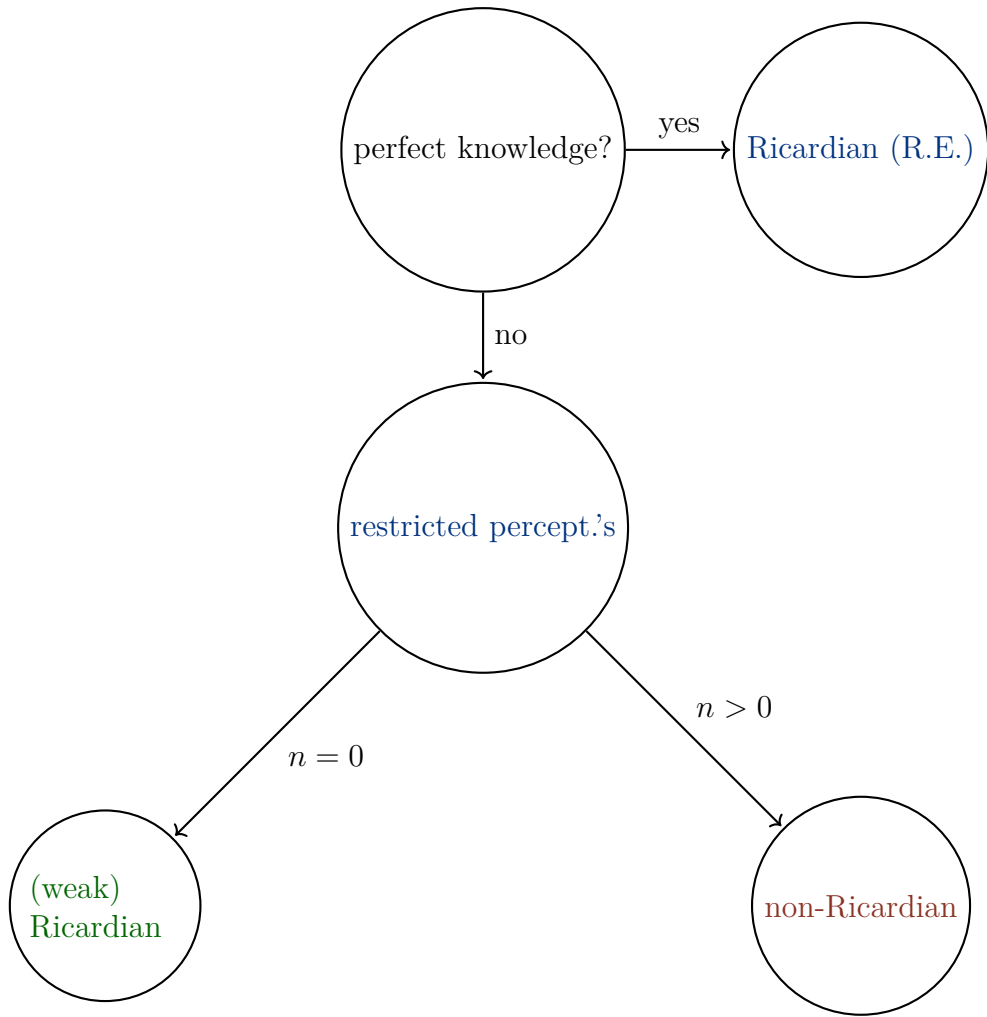 perfect knowledge?
yes
Ricardian (R.E.)
no
restricted percept.'s
n > 0
n = 0
(weak)
Ricardian
non-Ricardian